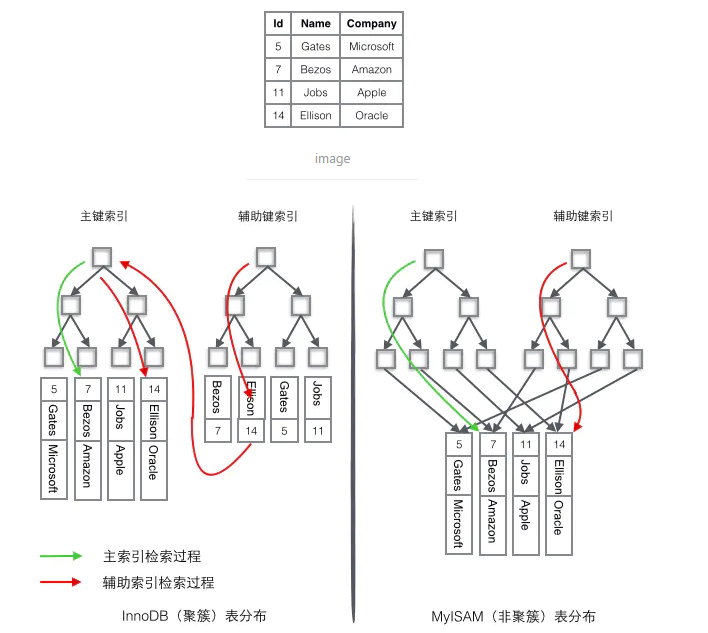 Id Name Company
5 Gates Microsoft
7 Bezos Amazon
11 Jobs Apple
14 Ellison Oracle
image
主键索引 辅助键索引 主键索引 辅助键索引
5 7 11 14
Gates Bezos Jobs Ellison
Microsoft Amazon Apple Oracle
Bezos Ellison Gates Jobs
7 14 5 11
5 7 11 14
Gates Bezos Jobs Ellison
Microsoft Amazon Apple Oracle
主索引检索过程
辅助索引检索过程
InnoDB（聚簇）表分布 MyISAM（非聚簇）表分布